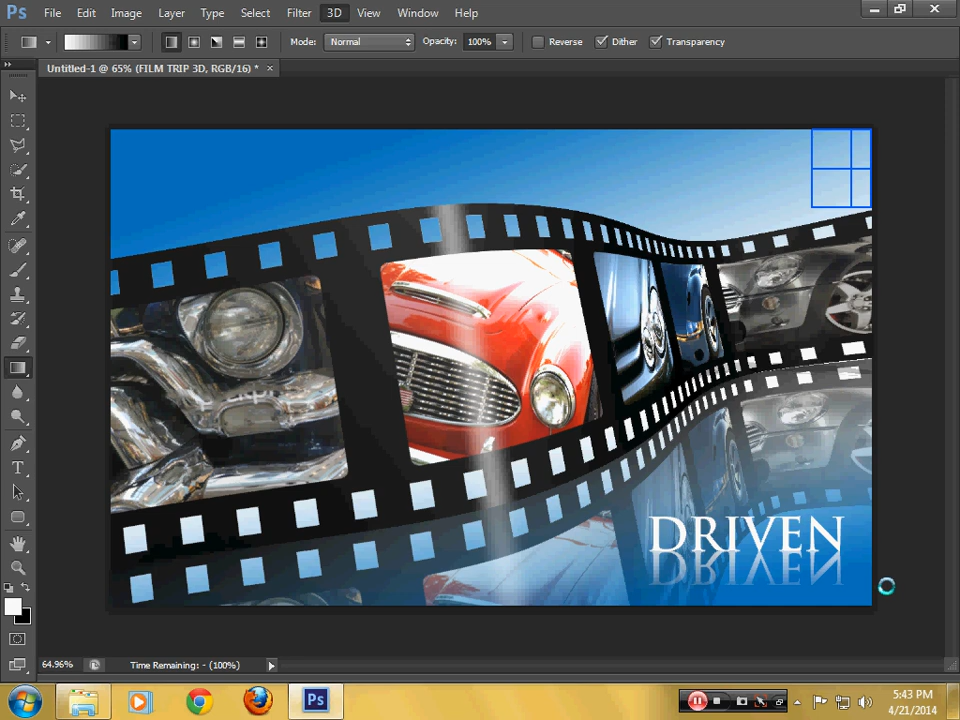 Ps File Edit Image Layer Type Select Filter 3D View Window Help
Mode: Normal Opacity: 100% Reverse Dither Transparency
Untitled-1 @ 65% (FILM TRIP 3D, RGB/16) * ×
T
DRIVEN
64.96% Time Remaining: - (100%)
Ps
5:43 PM
4/21/2014